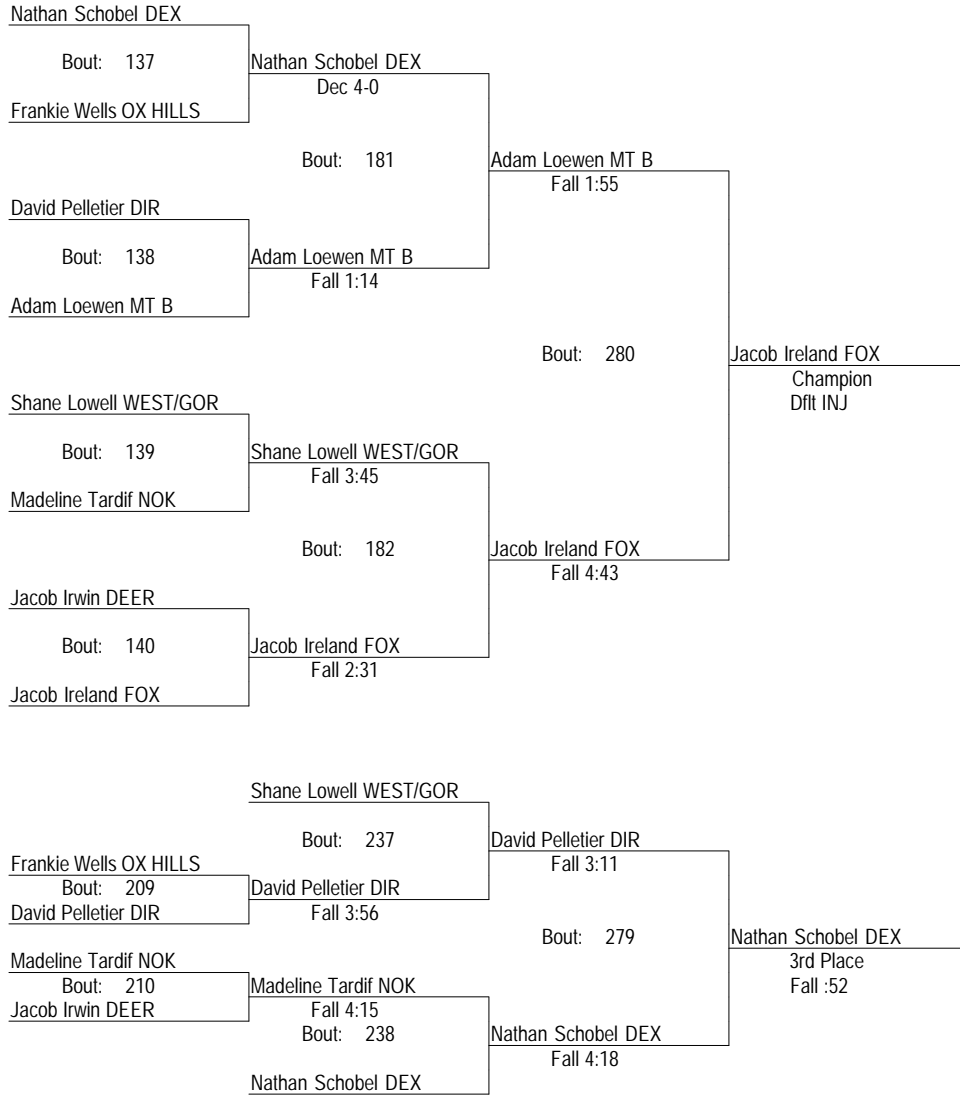 Nathan Schobel DEX
Bout: 137
Nathan Schobel DEX
Dec 4-0
Frankie Wells OX HILLS
Bout: 181
Adam Loewen MT B
Fall 1:55
David Pelletier DIR
Bout: 138
Adam Loewen MT B
Fall 1:14
Adam Loewen MT B
Bout: 280
Jacob Ireland FOX
Champion
Dflt INJ
Shane Lowell WEST/GOR
Bout: 139
Shane Lowell WEST/GOR
Fall 3:45
Madeline Tardif NOK
Bout: 182
Jacob Ireland FOX
Fall 4:43
Jacob Irwin DEER
Bout: 140
Jacob Ireland FOX
Fall 2:31
Jacob Ireland FOX
Shane Lowell WEST/GOR
Bout: 237
David Pelletier DIR
Fall 3:11
Frankie Wells OX HILLS
Bout: 209
David Pelletier DIR
David Pelletier DIR
Fall 3:56
Bout: 279
Nathan Schobel DEX
3rd Place
Fall :52
Madeline Tardif NOK
Bout: 210
Madeline Tardif NOK
Jacob Irwin DEER
Fall 4:15
Bout: 238
Nathan Schobel DEX
Fall 4:18
Nathan Schobel DEX